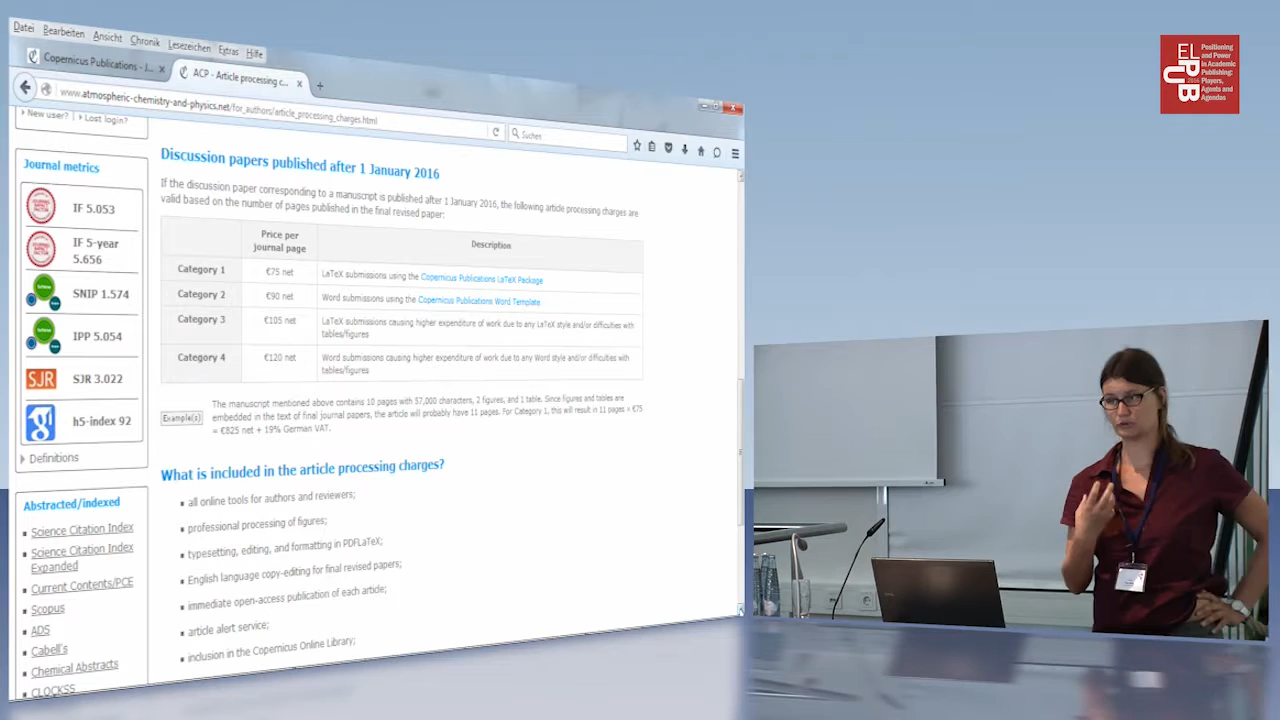 Datei Bearbeiten Ansicht Chronik Lesezeichen Extras Hilfe
Copernicus Publications - J...
ACP - Article processing c...
www.atmospheric-chemistry-and-physics.net/for_authors/article_processing_charges.html
Suchen
New user? Lost login?
Journal metrics
IF 5.053
IF 5-year
5.656
SNIP 1.574
IPP 5.054
SJR
SJR 3.022
h5-index 92
Definitions
Abstracted/indexed
Science Citation Index
Science Citation Index
Expanded
Current Contents/PCE
Scopus
ADS
Cabell's
Chemical Abstracts
CLOCKSS
Discussion papers published after 1 January 2016
If the discussion paper corresponding to a manuscript is published after 1 January 2016, the following article processing charges are
valid based on the number of pages published in the final revised paper:
Price per
journal page
Description
Category 1 €75 net LaTeX submissions using the Copernicus Publications LaTeX Package
Category 2 €90 net Word submissions using the Copernicus Publications Word Template
Category 3 €105 net LaTeX submissions causing higher expenditure of work due to any LaTeX style and/or difficulties with
tables/figures
Category 4 €120 net Word submissions causing higher expenditure of work due to any Word style and/or difficulties with
tables/figures
Example(s)
The manuscript mentioned above contains 10 pages with 57,000 characters, 2 figures, and 1 table. Since figures and tables are
embedded in the text of final journal papers, the article will probably have 11 pages. For Category 1, this will result in 11 pages × €75
= €825 net + 19% German VAT.
What is included in the article processing charges?
all online tools for authors and reviewers;
professional processing of figures;
typesetting, editing, and formatting in PDFLaTeX;
English language copy-editing for final revised papers;
immediate open-access publication of each article;
article alert service;
inclusion in the Copernicus Online Library;
EL
PUB
2016
Positioning
and Power
in Academic
Publishing:
Players,
Agents and
Agendas